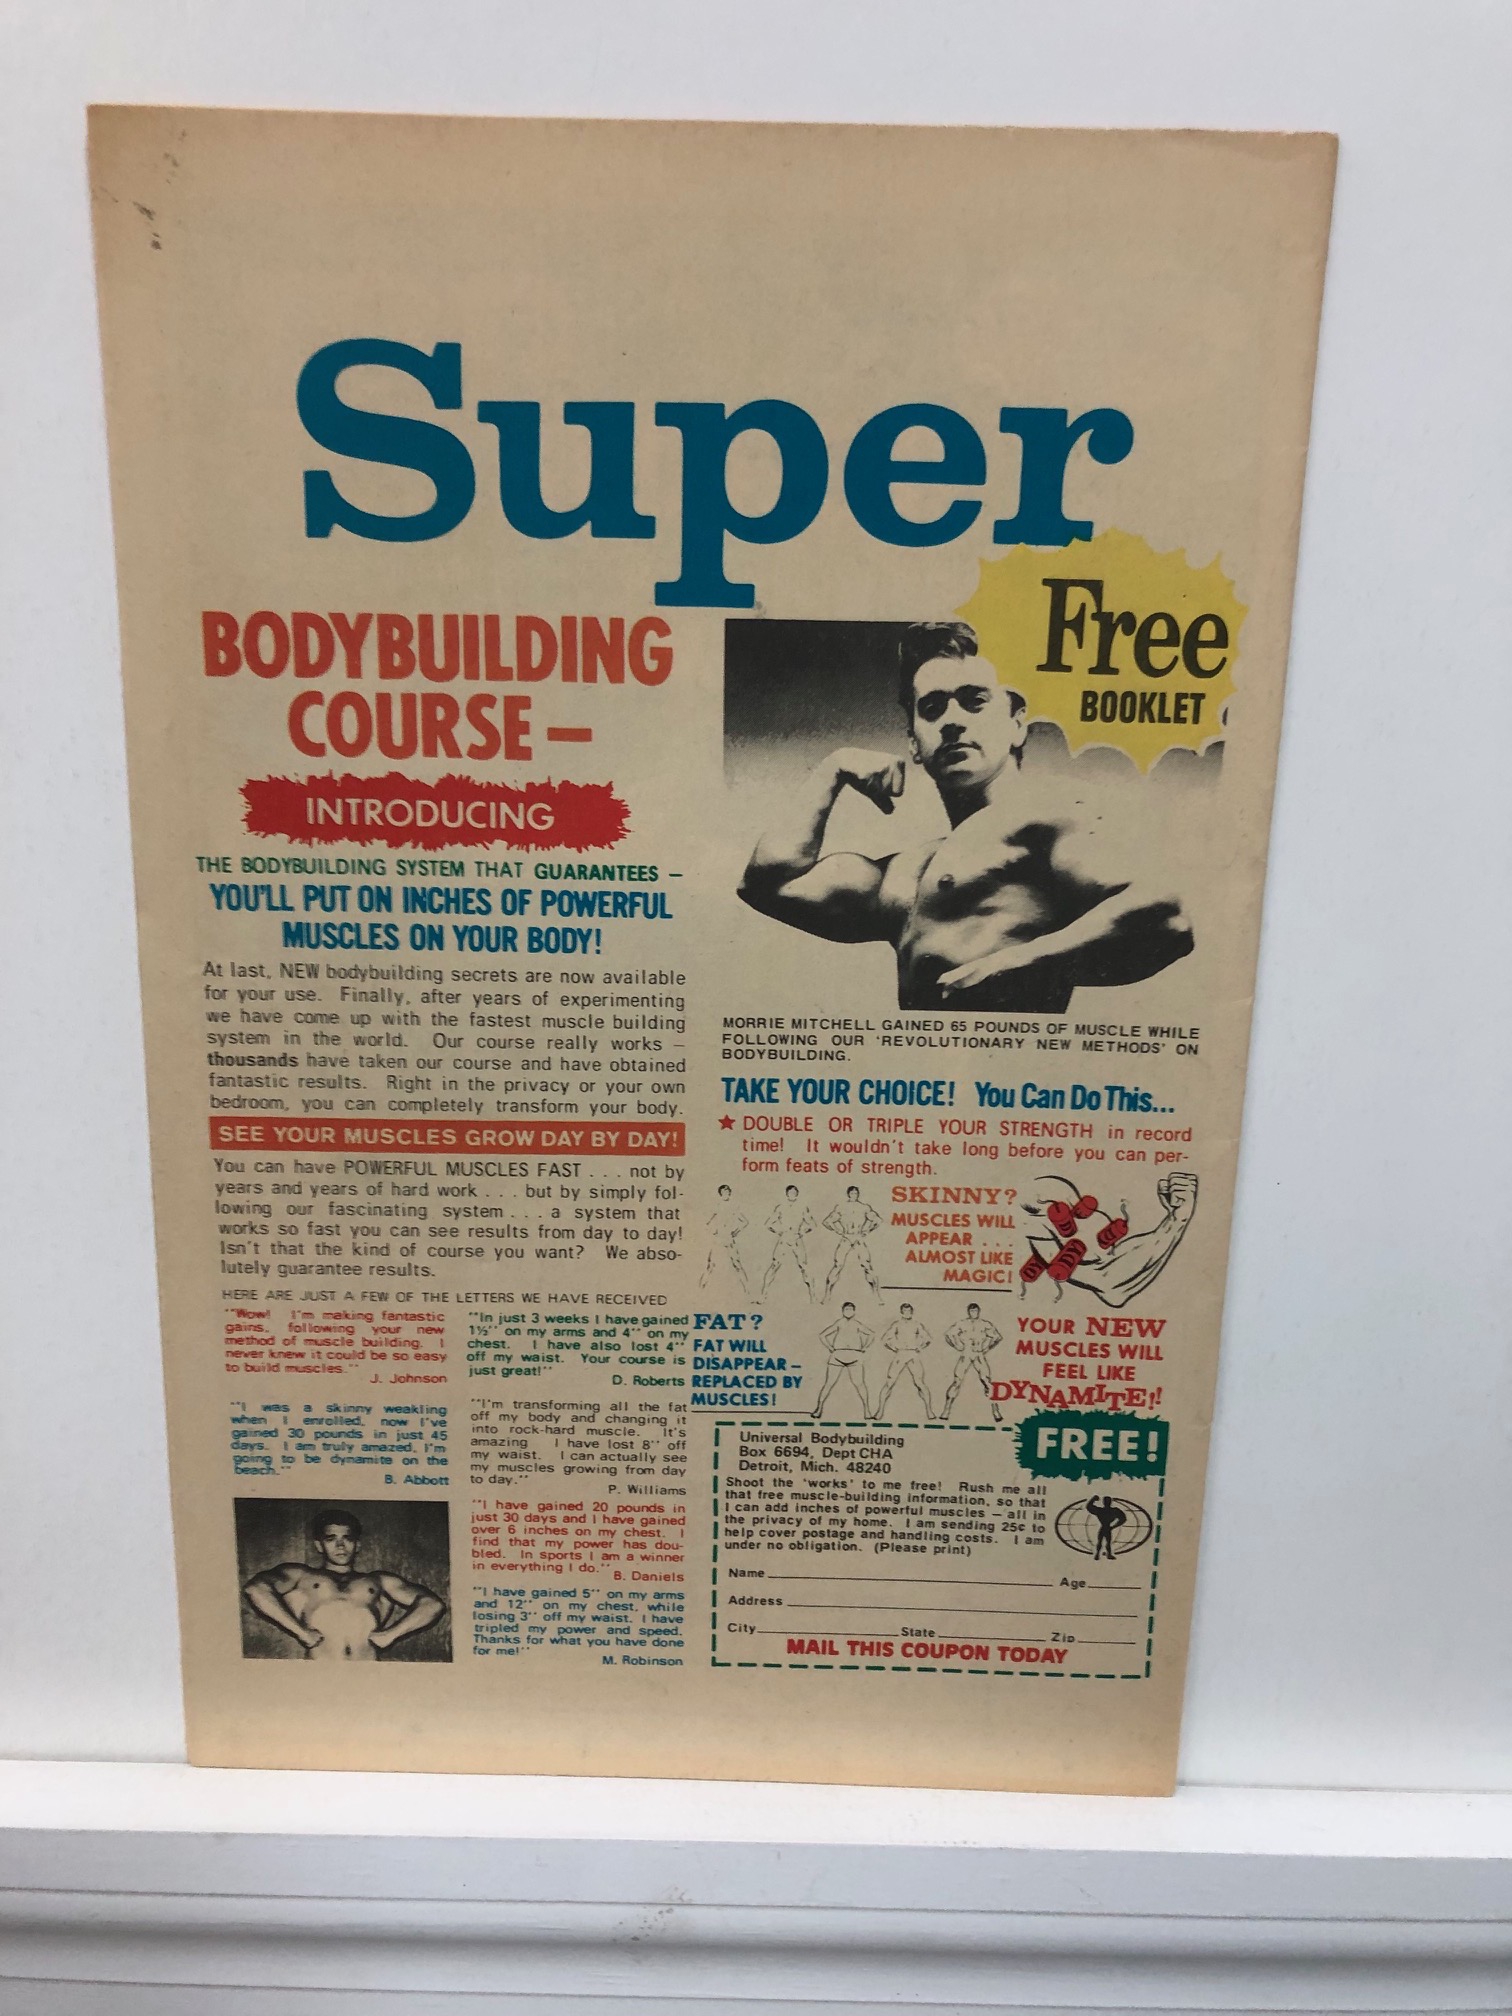 Super
Free
BOOKLET
BODYBUILDING
COURSE –
INTRODUCING
THE BODYBUILDING SYSTEM THAT GUARANTEES –
YOU'LL PUT ON INCHES OF POWERFUL
MUSCLES ON YOUR BODY!
At last, NEW bodybuilding secrets are now available
for your use. Finally, after years of experimenting
we have come up with the fastest muscle building
system in the world. Our course really works –
thousands have taken our course and have obtained
fantastic results. Right in the privacy or your own
bedroom, you can completely transform your body.
SEE YOUR MUSCLES GROW DAY BY DAY!
You can have POWERFUL MUSCLES FAST . . . not by
years and years of hard work . . . but by simply fol-
lowing our fascinating system . . . a system that
works so fast you can see results from day to day!
Isn't that the kind of course you want? We abso-
lutely guarantee results.
HERE ARE JUST A FEW OF THE LETTERS WE HAVE RECEIVED
"Wow! I'm making fantastic
gains, following your new
method of muscle building. I
never knew it could be so easy
to build muscles."
J. Johnson
"I was a skinny weakling
when I enrolled, now I've
gained 30 pounds in just 45
days. I am truly amazed. I'm
going to be dynamite on the
beach."
B. Abbott
"In just 3 weeks I have gained
1½" on my arms and 4" on my
chest. I have also lost 4"
off my waist. Your course is
just great!"
D. Roberts
"I'm transforming all the fat
off my body and changing it
into rock-hard muscle. It's
amazing I have lost 8" off
my waist. I can actually see
my muscles growing from day
to day."
P. Williams
"I have gained 20 pounds in
just 30 days and I have gained
over 6 inches on my chest. I
find that my power has dou-
bled. In sports I am a winner
in everything I do."
B. Daniels
"I have gained 5" on my arms
and 12" on my chest, while
losing 3" off my waist. I have
tripled my power and speed.
Thanks for what you have done
for me!"
M. Robinson
MORRIE MITCHELL GAINED 65 POUNDS OF MUSCLE WHILE
FOLLOWING OUR 'REVOLUTIONARY NEW METHODS' ON
BODYBUILDING.
TAKE YOUR CHOICE! You Can Do This...
★ DOUBLE OR TRIPLE YOUR STRENGTH in record
time! It wouldn't take long before you can per-
form feats of strength.
SKINNY?
MUSCLES WILL
APPEAR . . .
ALMOST LIKE
MAGIC!
FAT?
FAT WILL
DISAPPEAR –
REPLACED BY
MUSCLES!
YOUR NEW
MUSCLES WILL
FEEL LIKE
DYNAMITE!!
FREE!
Universal Bodybuilding
Box 6694, Dept CHA
Detroit, Mich. 48240
Shoot the 'works' to me free! Rush me all
that free muscle-building information, so that
I can add inches of powerful muscles – all in
the privacy of my home. I am sending 25¢ to
help cover postage and handling costs. I am
under no obligation. (Please print)
Name Age
Address
City State Zip
MAIL THIS COUPON TODAY